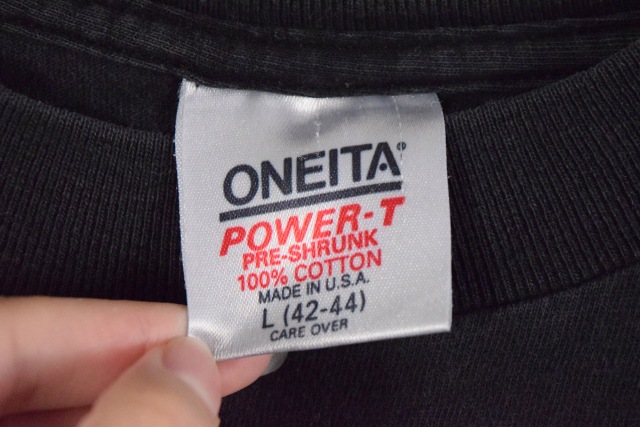 ONEITA®
POWER-T
PRE-SHRUNK
100% COTTON
MADE IN U.S.A.
L (42-44)
CARE OVER